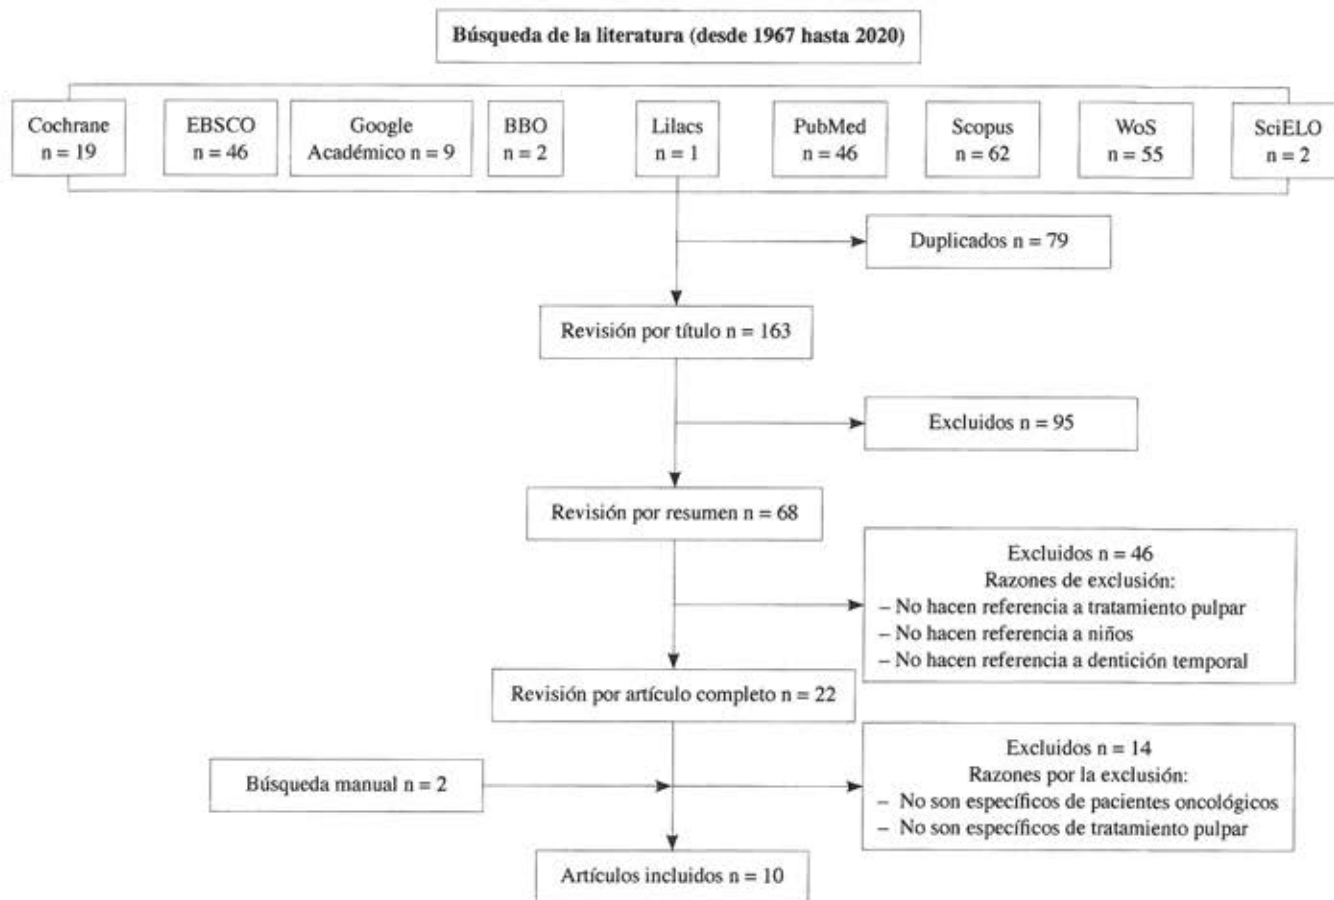 Búsqueda de la literatura (desde 1967 hasta 2020)
Cochrane
n = 19
EBSCO
n = 46
Google
Académico n = 9
BBO
n = 2
Lilacs
n = 1
PubMed
n = 46
Scopus
n = 62
WoS
n = 55
SciELO
n = 2
Duplicados n = 79
Revisión por título n = 163
Excluidos n = 95
Revisión por resumen n = 68
Excluidos n = 46
Razones de exclusión:
– No hacen referencia a tratamiento pulpar
– No hacen referencia a niños
– No hacen referencia a dentición temporal
Revisión por artículo completo n = 22
Búsqueda manual n = 2
Excluidos n = 14
Razones por la exclusión:
– No son específicos de pacientes oncológicos
– No son específicos de tratamiento pulpar
Artículos incluidos n = 10